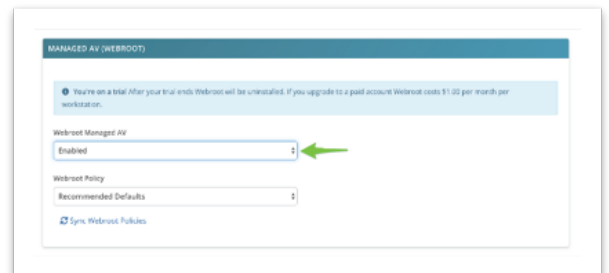 MANAGED AV (WEBROOT)
You're on a trial After your trial ends Webroot will be uninstalled. If you upgrade to a paid account Webroot costs $1.00 per month per
workstation.
Webroot Managed AV
Enabled
Webroot Policy
Recommended Defaults
Sync Webroot Policies